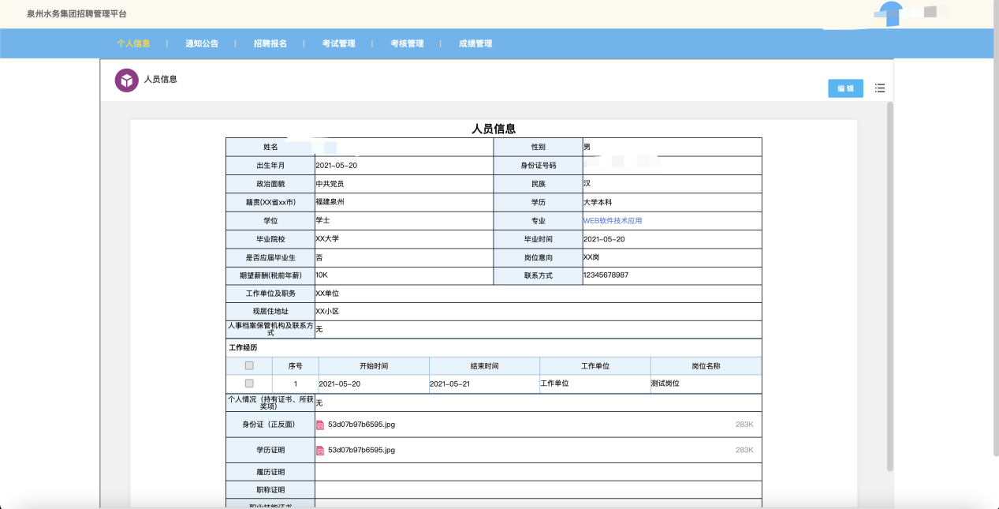 泉州水务集团招聘管理平台
个人信息 | 通知公告 | 招聘报名 | 考试管理 | 考核管理 | 成绩管理
人员信息
编辑
人员信息
姓名 性别 男
出生年月 2021-05-20 身份证号码
政治面貌 中共党员 民族 汉
籍贯(XX省xx市) 福建泉州 学历 大学本科
学位 学士 专业 WEB软件技术应用
毕业院校 XX大学 毕业时间 2021-05-20
是否应届毕业生 否 岗位意向 XX岗
期望薪酬(税前年薪) 10K 联系方式 12345678987
工作单位及职务 XX单位
现居住地址 XX小区
人事档案保管机构及联系方
式 无
工作经历
序号 开始时间 结束时间 工作单位 岗位名称
1 2021-05-20 2021-05-21 工作单位 测试岗位
个人情况（持有证书、所获
奖项） 无
身份证（正反面） 53d07b97b6595.jpg 283K
学历证明 53d07b97b6595.jpg 283K
履历证明
职称证明
职业技能证书